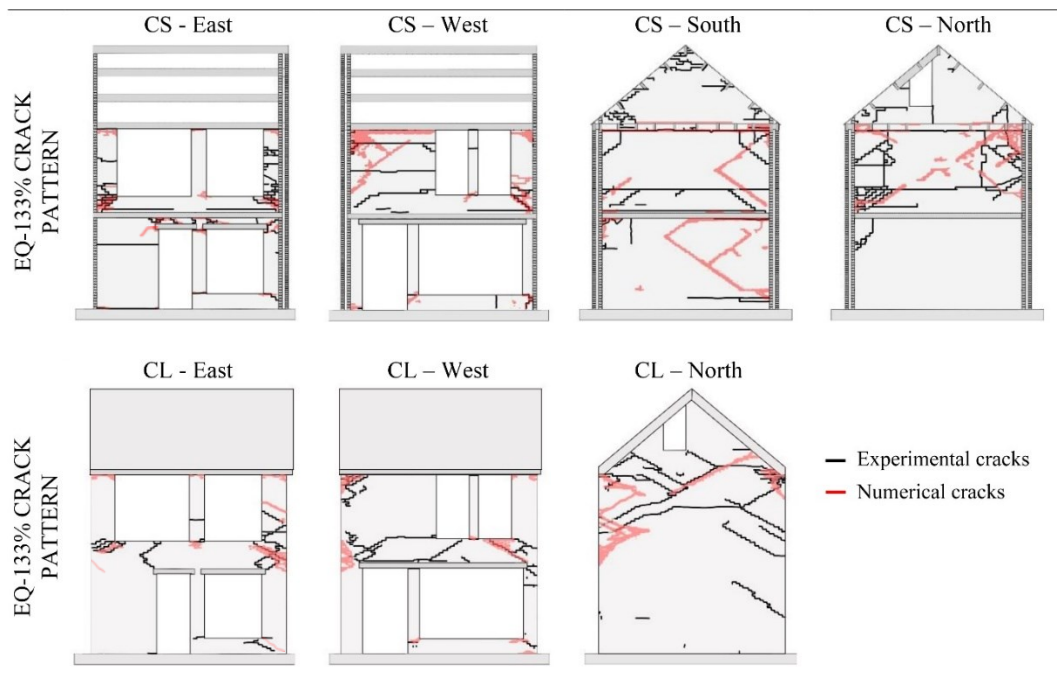 CS - East
CS – West
CS – South
CS – North
EQ-133% CRACK
PATTERN
CL - East
CL – West
CL – North
EQ-133% CRACK
PATTERN
Experimental cracks
Numerical cracks